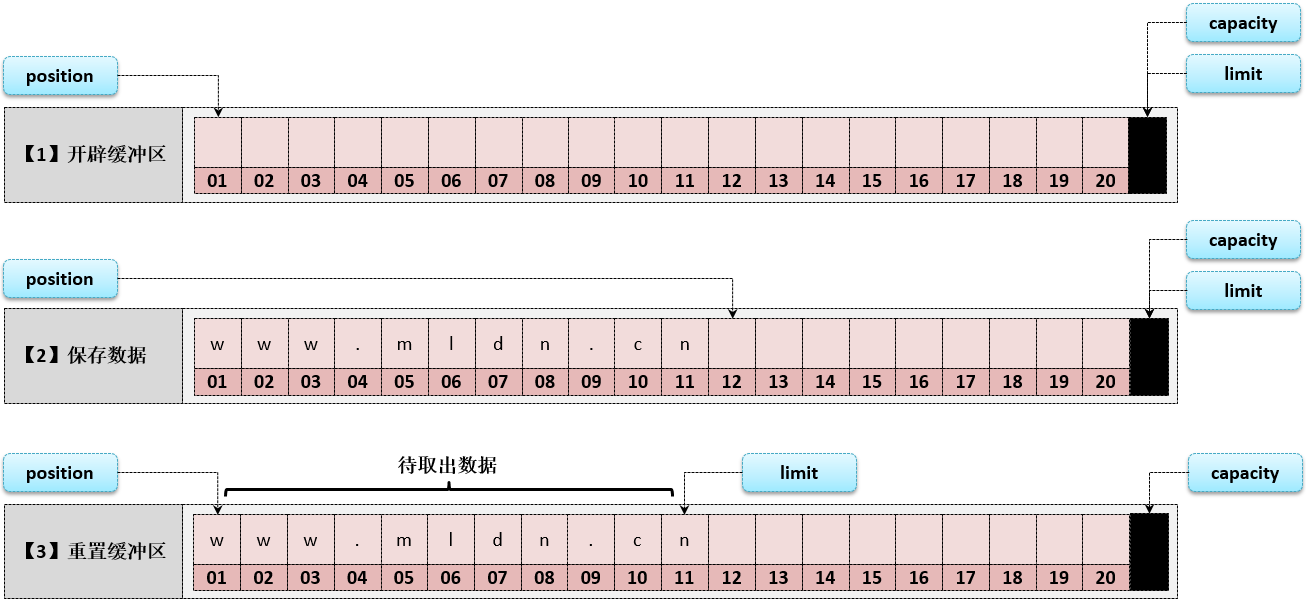 capacity
position
limit
【1】开辟缓冲区
01 02 03 04 05 06 07 08 09 10 11 12 13 14 15 16 17 18 19 20
capacity
position
limit
【2】保存数据
w w w . m l d n . c n
01 02 03 04 05 06 07 08 09 10 11 12 13 14 15 16 17 18 19 20
position
待取出数据
limit
capacity
【3】重置缓冲区
w w w . m l d n . c n
01 02 03 04 05 06 07 08 09 10 11 12 13 14 15 16 17 18 19 20